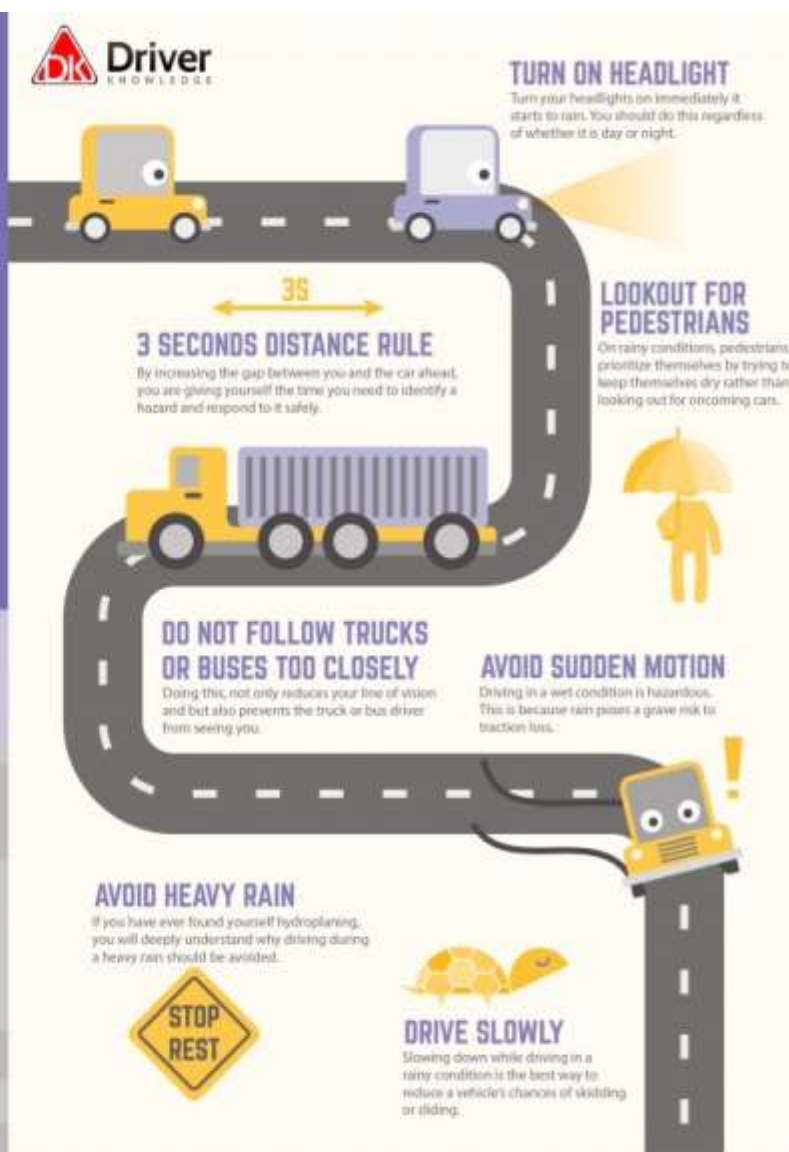 DK Driver
KNOWLEDGE
TURN ON HEADLIGHT
Turn your headlights on immediately it
starts to rain. You should do this regardless
of whether it is day or night.
3S
3 SECONDS DISTANCE RULE
By increasing the gap between you and the car ahead,
you are giving yourself the time you need to identify a
hazard and respond to it safely.
LOOKOUT FOR
PEDESTRIANS
On rainy conditions, pedestrians
prioritize themselves by trying to
keep themselves dry rather than
looking out for oncoming cars.
DO NOT FOLLOW TRUCKS
OR BUSES TOO CLOSELY
Doing this, not only reduces your line of vision
and but also prevents the truck or bus driver
from seeing you.
AVOID SUDDEN MOTION
Driving in a wet condition is hazardous.
This is because rain poses a grave risk to
traction loss.
!
AVOID HEAVY RAIN
If you have ever found yourself hydroplaning,
you will deeply understand why driving during
a heavy rain should be avoided.
STOP
REST
DRIVE SLOWLY
Slowing down while driving in a
rainy condition is the best way to
reduce a vehicle's chances of skidding
or sliding.